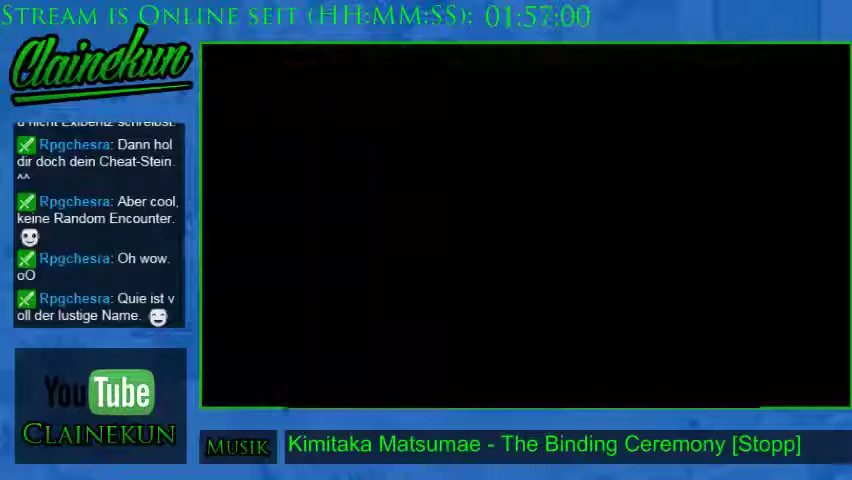 Stream is Online seit (HH:MM:SS): 01:57:00
Clainekun
Rpgchesra: Dann hol
dir doch dein Cheat-Stein.
^^
Rpgchesra: Aber cool,
keine Random Encounter.
Rpgchesra: Oh wow.
oO
Rpgchesra: Quie ist v
oll der lustige Name.
YouTube
Clainekun
Musik
Kimitaka Matsumae - The Binding Ceremony [Stopp]